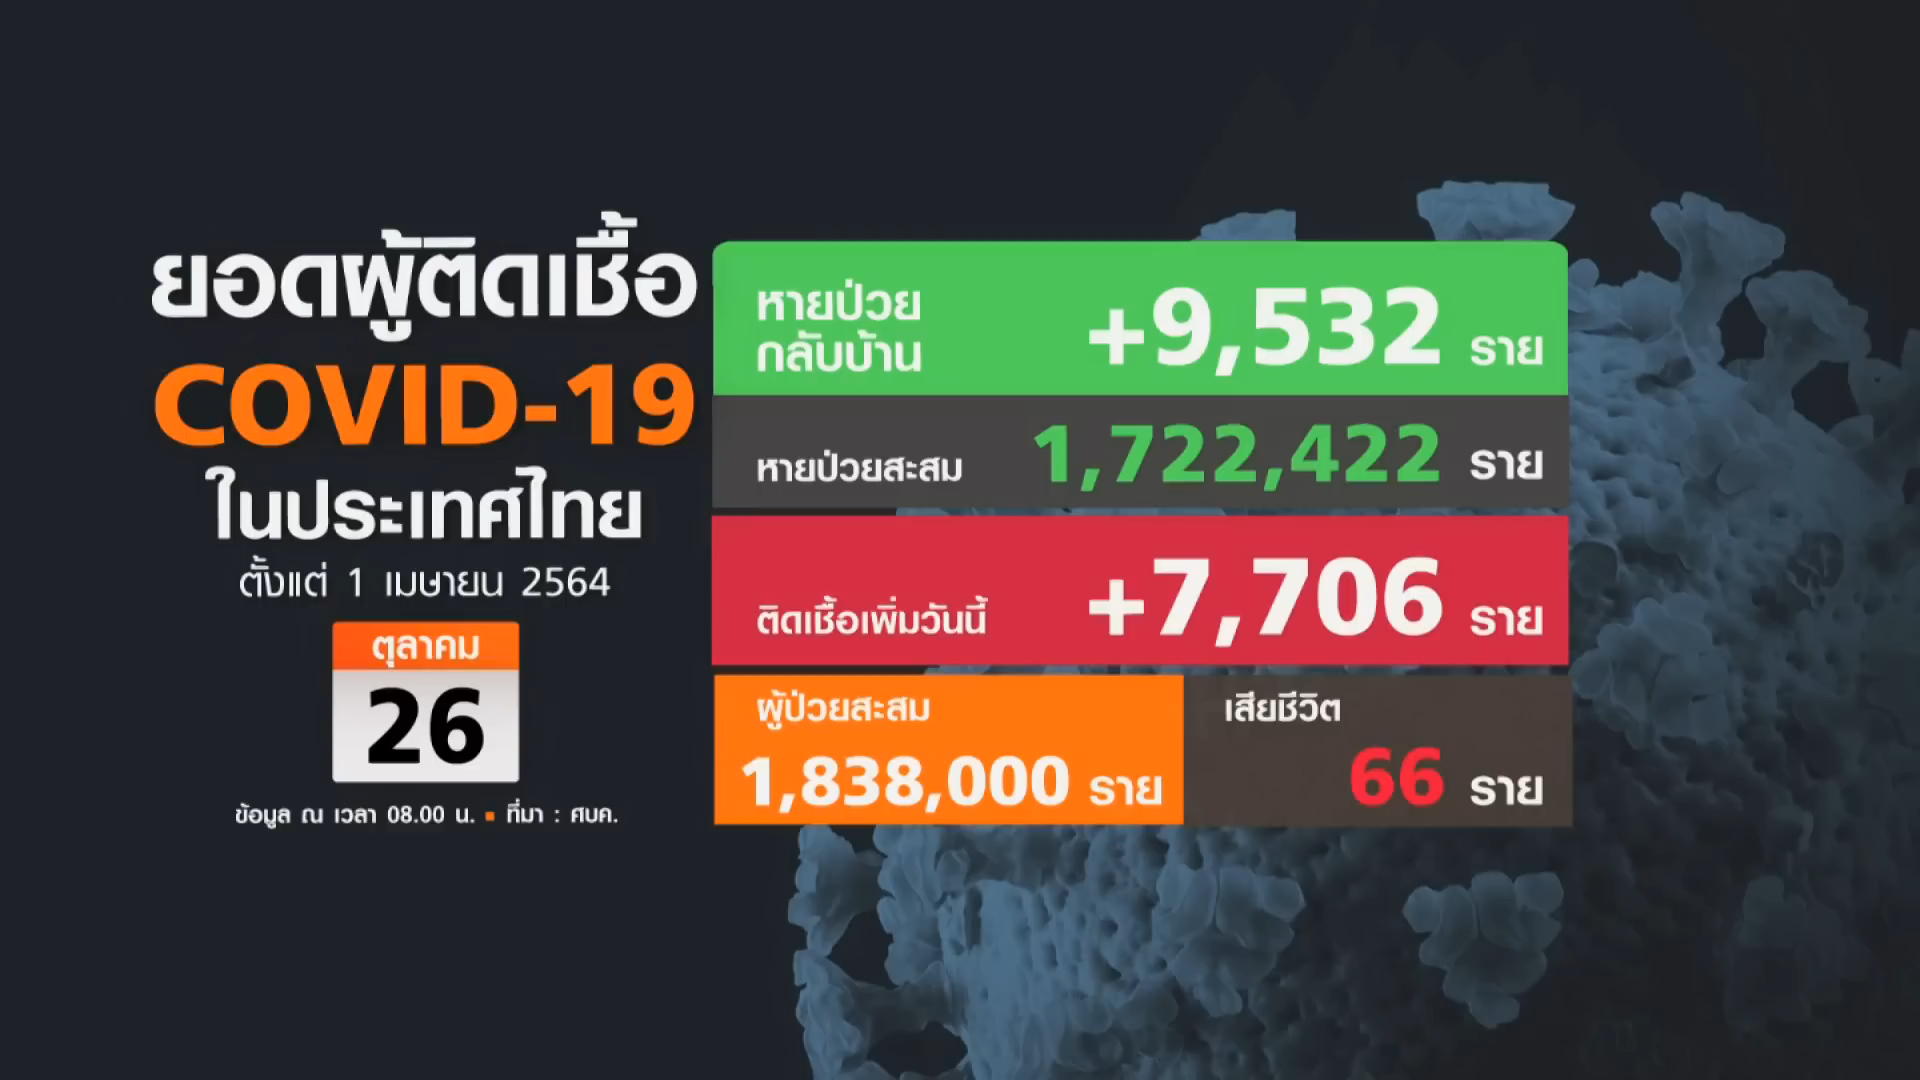 ยอดผู้ติดเชื้อ
COVID-19
ในประเทศไทย
ตั้งแต่ 1 เมษายน 2564
ตุลาคม
26
ข้อมูล ณ เวลา 08.00 น. ▪ ที่มา : ศบค.
หายป่วย
กลับบ้าน +9,532 ราย
หายป่วยสะสม 1,722,422 ราย
ติดเชื้อเพิ่มวันนี้ +7,706 ราย
ผู้ป่วยสะสม
1,838,000 ราย
เสียชีวิต
66 ราย